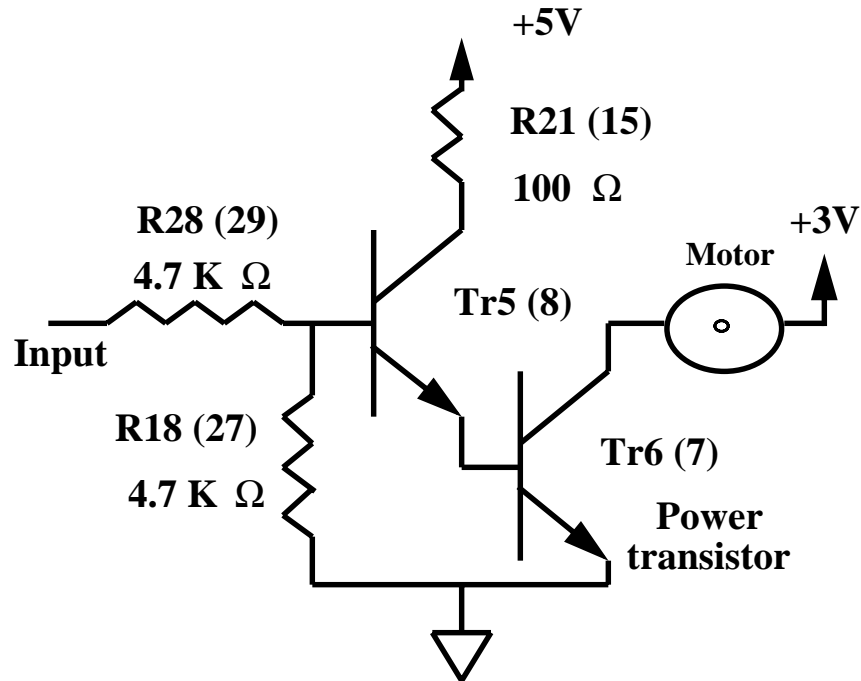 +5V
R21 (15)
100 Ω
R28 (29)
4.7 K Ω
+3V
Motor
Tr5 (8)
Input
R18 (27)
4.7 K Ω
Tr6 (7)
Power
transistor